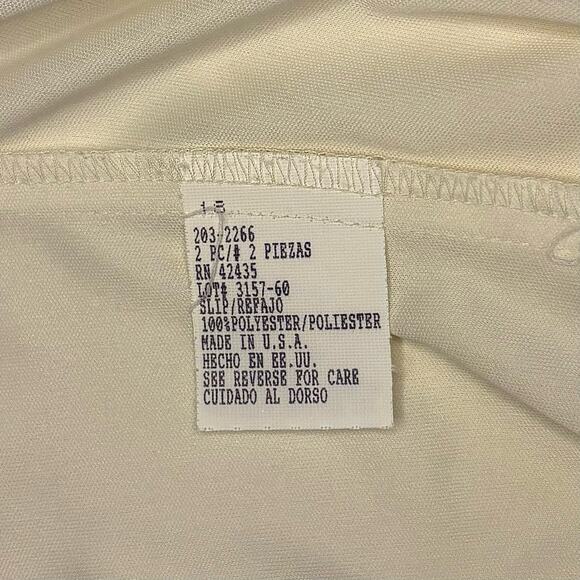 18
203-2266
2 PC/# 2 PIEZAS
RN 42435
LOT# 3157-60
SLIP/REFAJO
100%POLYESTER/POLIESTER
MADE IN U.S.A.
HECHO EN EE.UU.
SEE REVERSE FOR CARE
CUIDADO AL DORSO